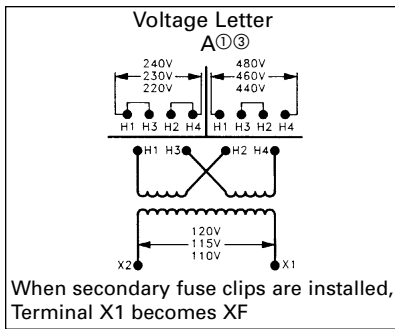 Voltage Letter
A①③
240V 480V
230V 460V
220V 440V
H1 H3 H2 H4 H1 H3 H2 H4
H1 H3 H2 H4
120V
115V
110V
X2 X1
When secondary fuse clips are installed,
Terminal X1 becomes XF